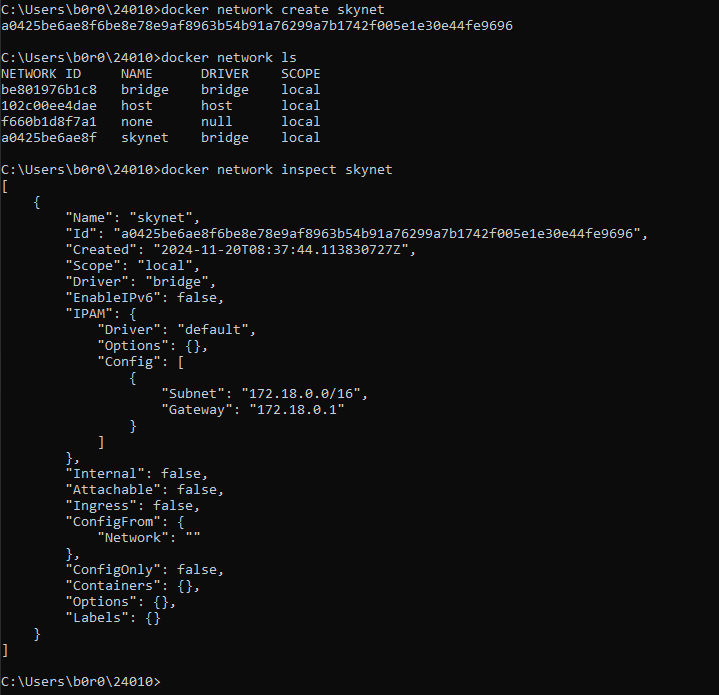 C:\Users\b0r0\24010>docker network create skynet
a0425be6ae8f6be8e78e9af8963b54b91a76299a7b1742f005e1e30e44fe9696
C:\Users\b0r0\24010>docker network ls
NETWORK ID     NAME      DRIVER    SCOPE
be801976b1c8   bridge    bridge    local
102c00ee4dae   host      host      local
f660b1d8f7a1   none      null      local
a0425be6ae8f   skynet    bridge    local
C:\Users\b0r0\24010>docker network inspect skynet
[
    {
        "Name": "skynet",
        "Id": "a0425be6ae8f6be8e78e9af8963b54b91a76299a7b1742f005e1e30e44fe9696",
        "Created": "2024-11-20T08:37:44.113830727Z",
        "Scope": "local",
        "Driver": "bridge",
        "EnableIPv6": false,
        "IPAM": {
            "Driver": "default",
            "Options": {},
            "Config": [
                {
                    "Subnet": "172.18.0.0/16",
                    "Gateway": "172.18.0.1"
                }
            ]
        },
        "Internal": false,
        "Attachable": false,
        "Ingress": false,
        "ConfigFrom": {
            "Network": ""
        },
        "ConfigOnly": false,
        "Containers": {},
        "Options": {},
        "Labels": {}
    }
]
C:\Users\b0r0\24010>